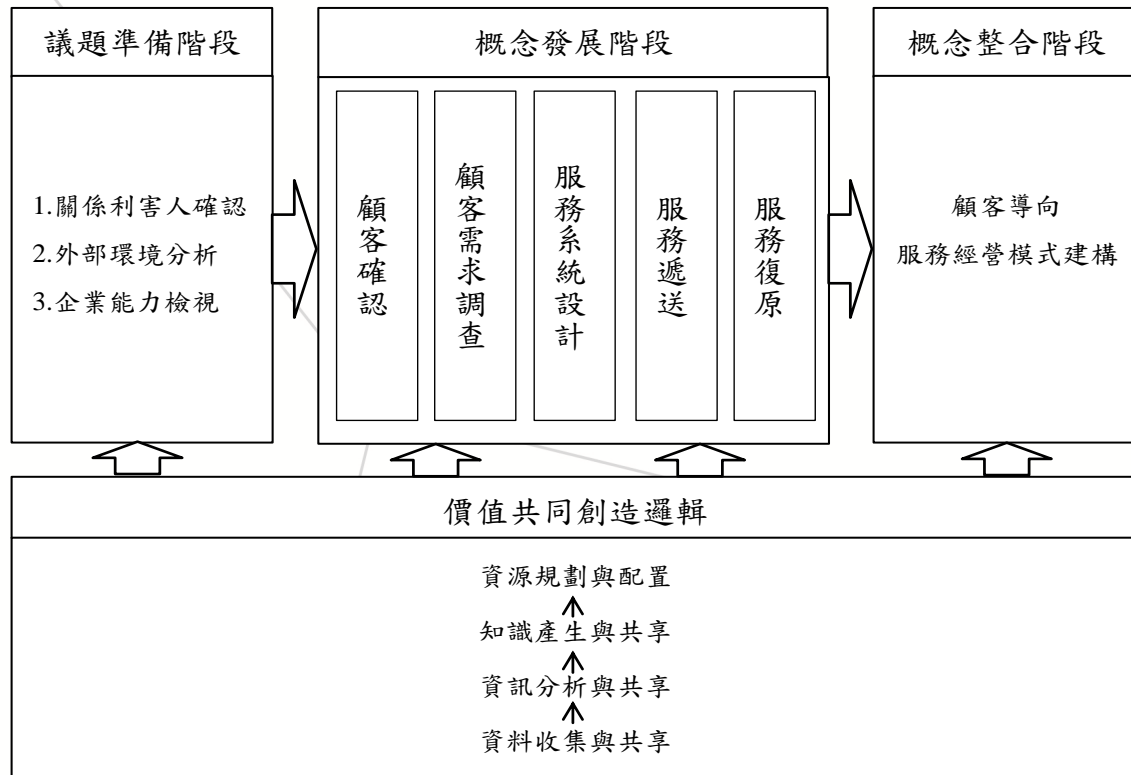 議題準備階段
1.關係利害人確認
2.外部環境分析
3.企業能力檢視
概念發展階段
顧客確認
顧客需求調查
服務系統設計
服務遞送
服務復原
概念整合階段
顧客導向
服務經營模式建構
價值共同創造邏輯
資源規劃與配置
知識產生與共享
資訊分析與共享
資料收集與共享